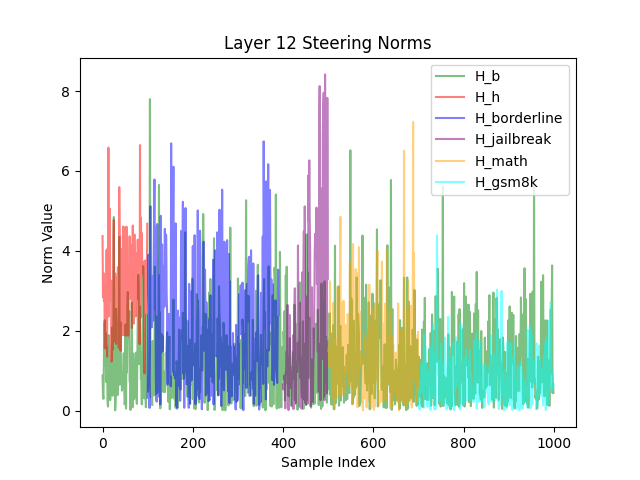 Layer 12 Steering Norms
H_b
H_h
H_borderline
H_jailbreak
H_math
H_gsm8k
Norm Value
8
6
4
2
0
0 200 400 600 800 1000
Sample Index